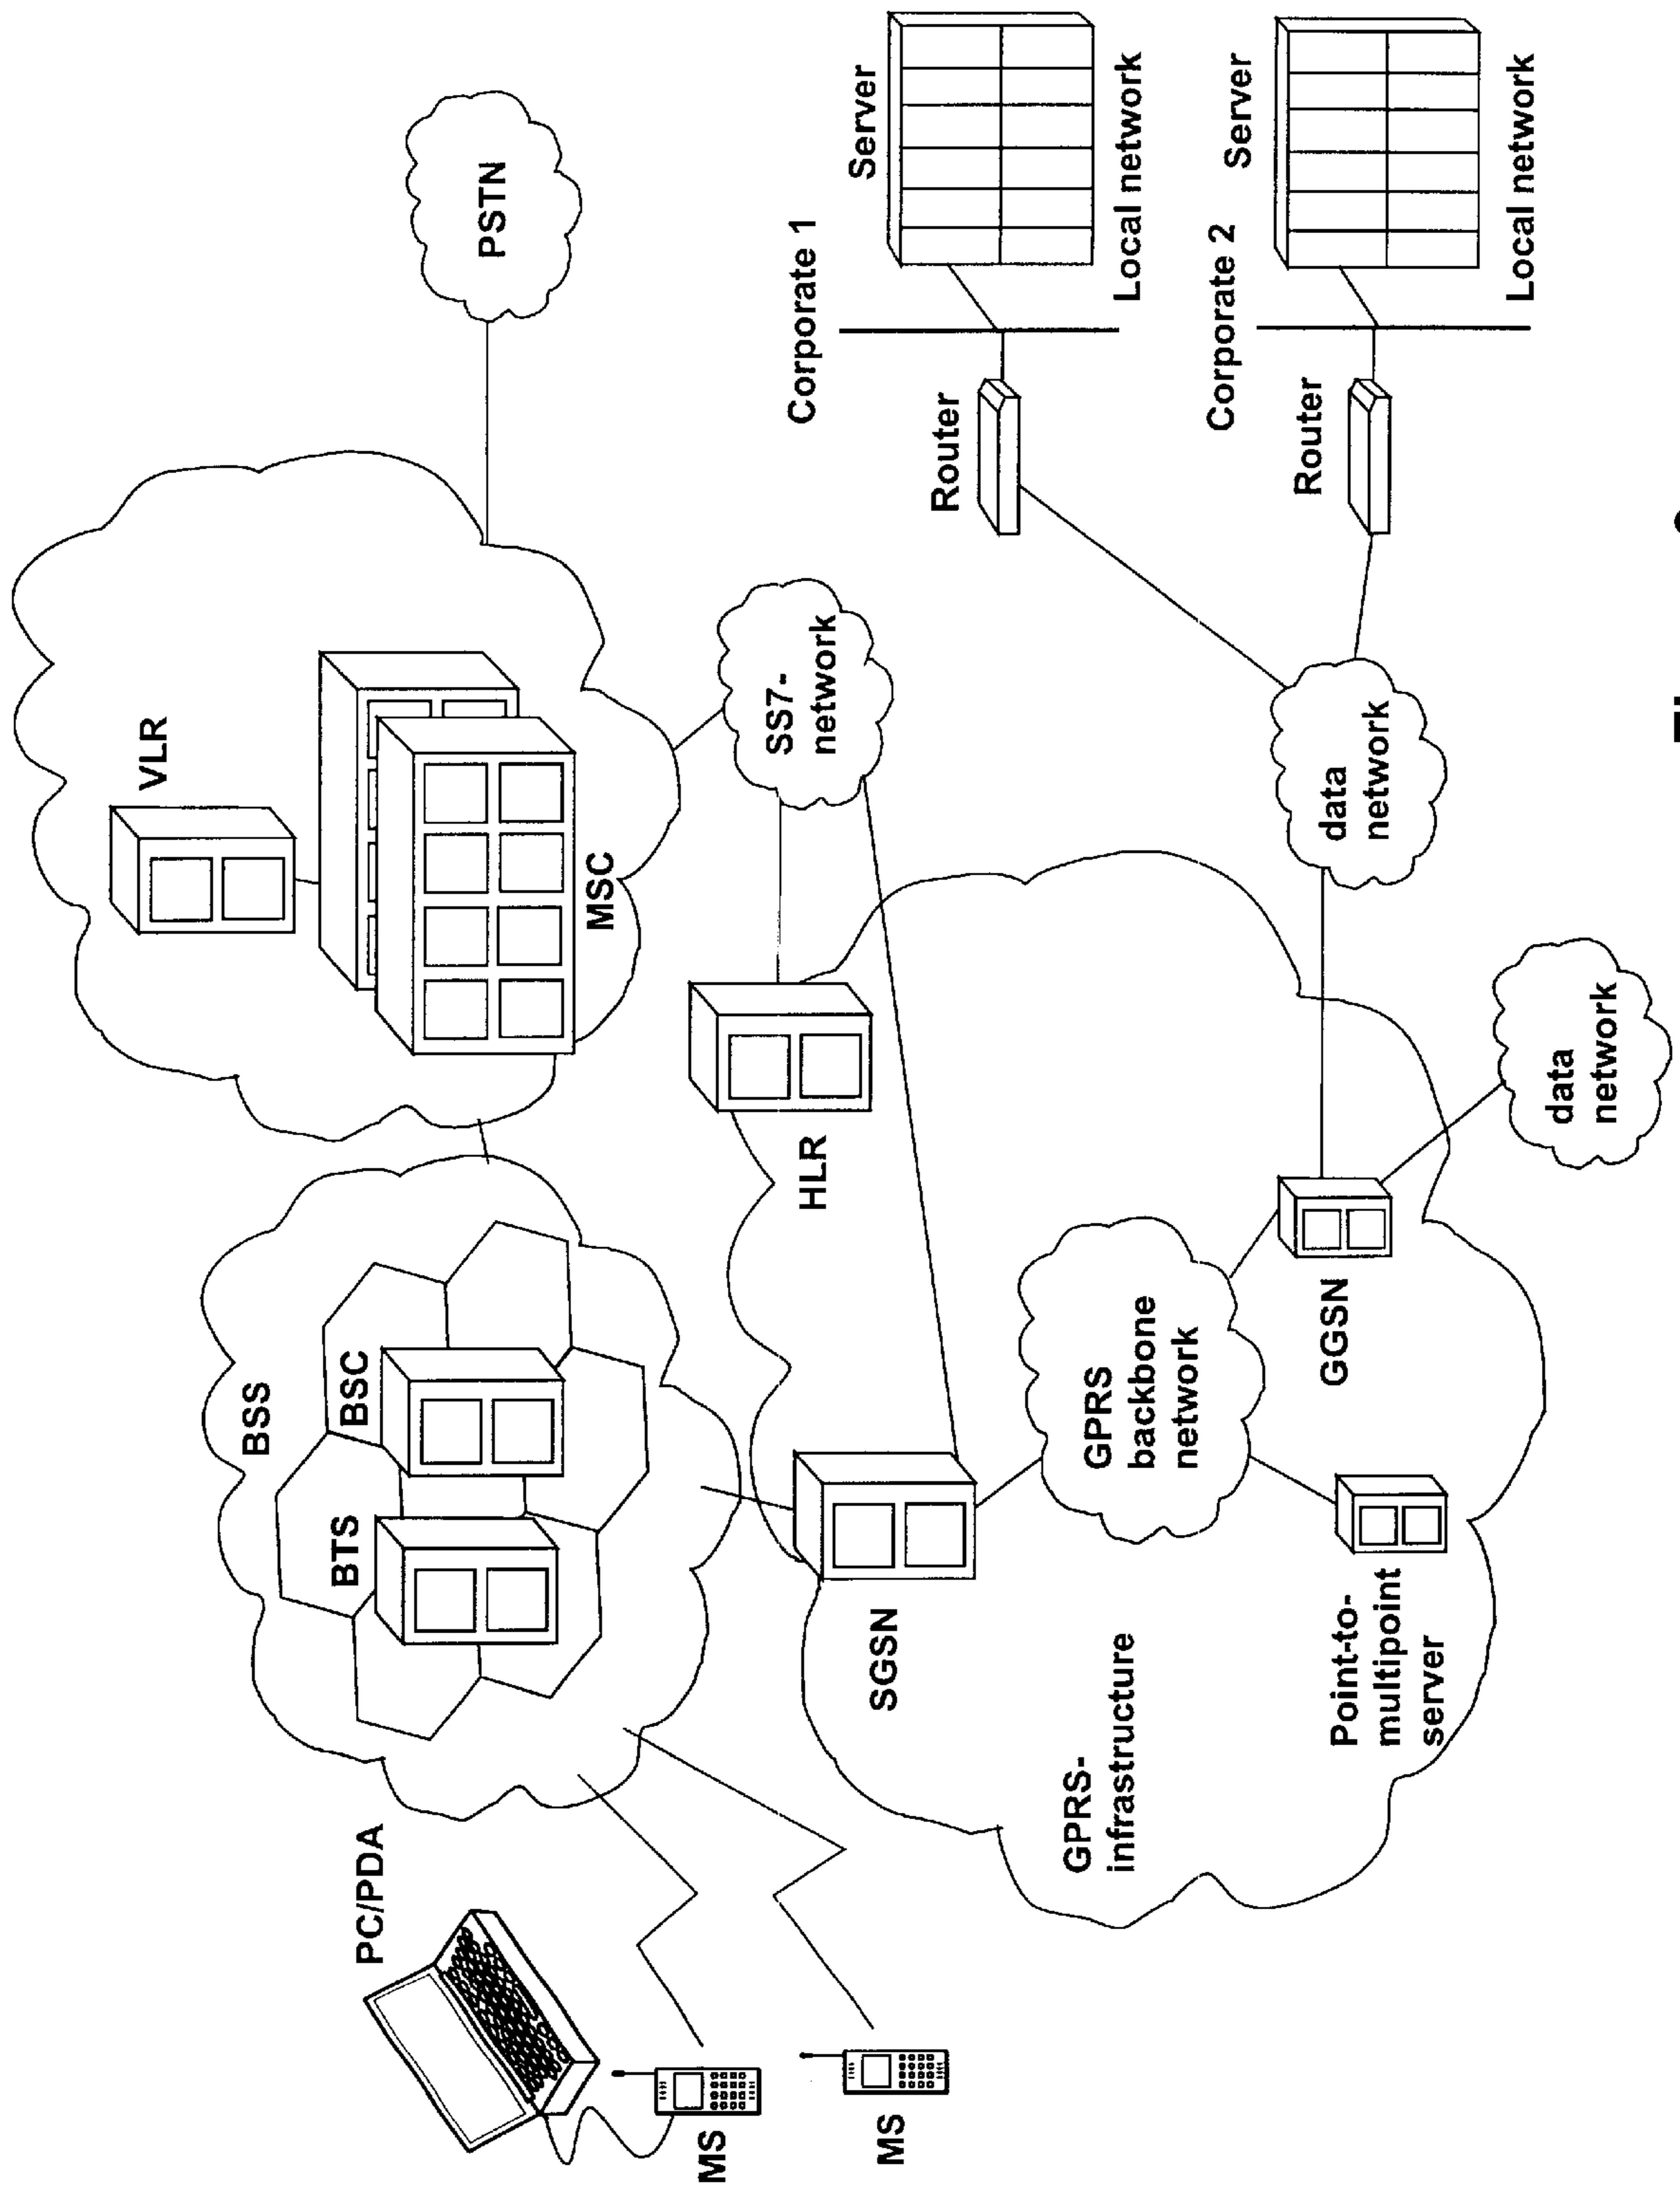 PC/PDA
MS
MS
BSS
BTS
BSC
VLR
MSC
PSTN
SGSN
HLR
SS7-
network
GPRS-
infrastructure
GPRS
backbone
network
Point-to-
multipoint
server
GGSN
data
network
data
network
Corporate 1
Router
Server
Local network
Corporate 2
Router
Server
Local network